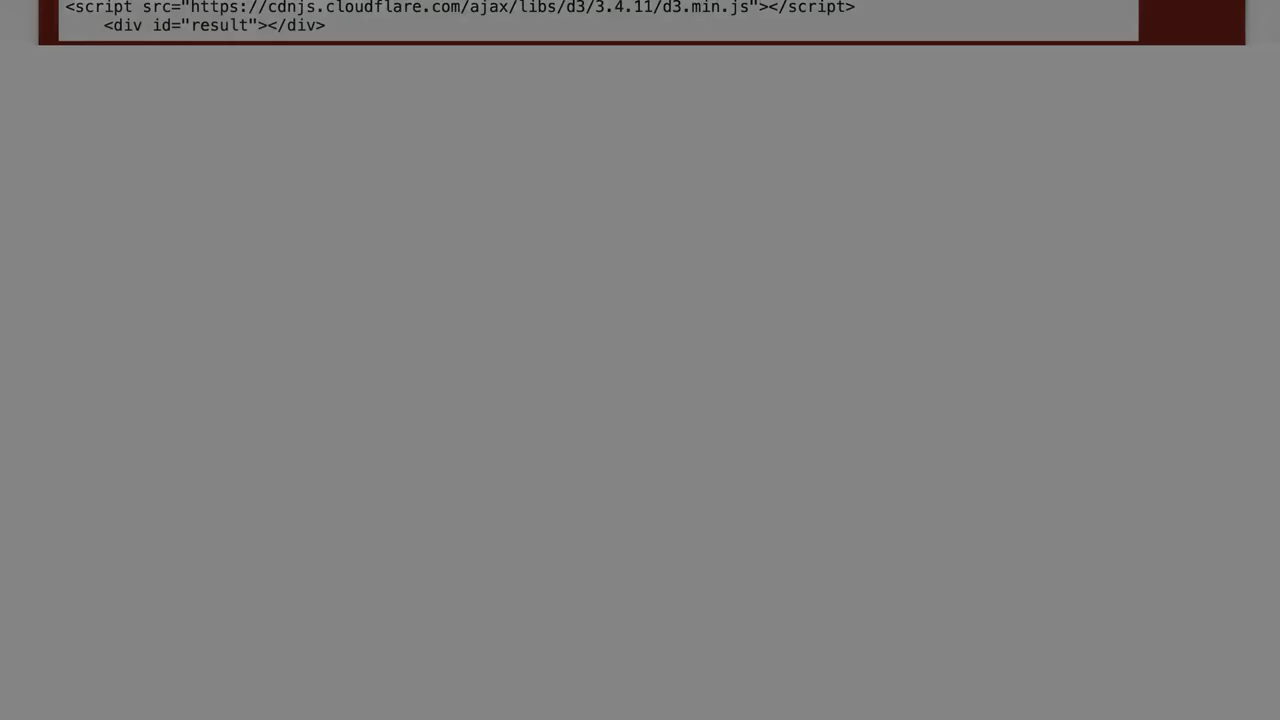 <script src="https://cdnjs.cloudflare.com/ajax/libs/d3/3.4.11/d3.min.js"></script>
<div id="result"></div>